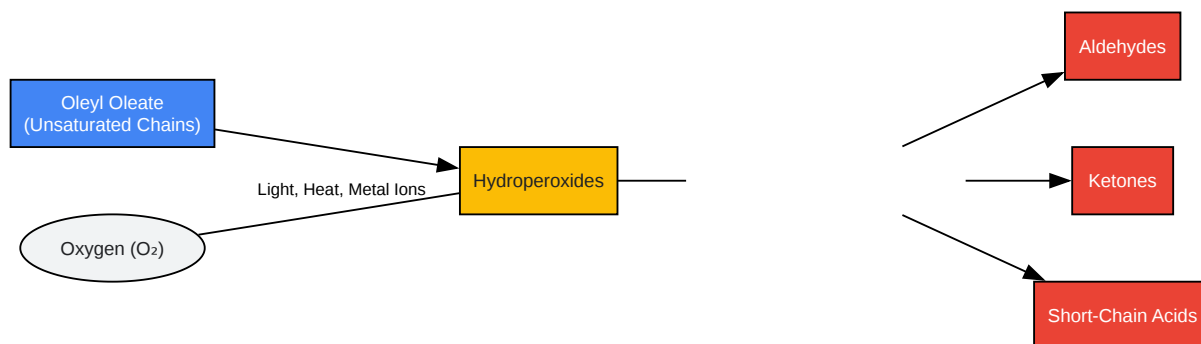 Oleyl Oleate
(Unsaturated Chains)
Oxygen (O₂)
Light, Heat, Metal Ions
Hydroperoxides
Aldehydes
Ketones
Short-Chain Acids